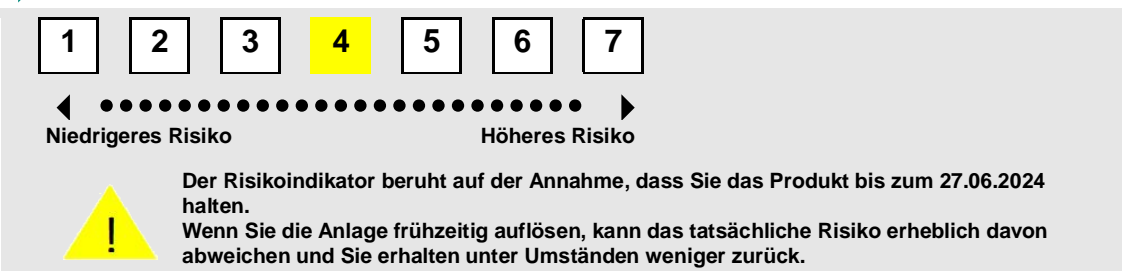 1 2 3 4 5 6 7
Niedrigeres Risiko Höheres Risiko
Der Risikoindikator beruht auf der Annahme, dass Sie das Produkt bis zum 27.06.2024
halten.
Wenn Sie die Anlage frühzeitig auflösen, kann das tatsächliche Risiko erheblich davon
abweichen und Sie erhalten unter Umständen weniger zurück.
!